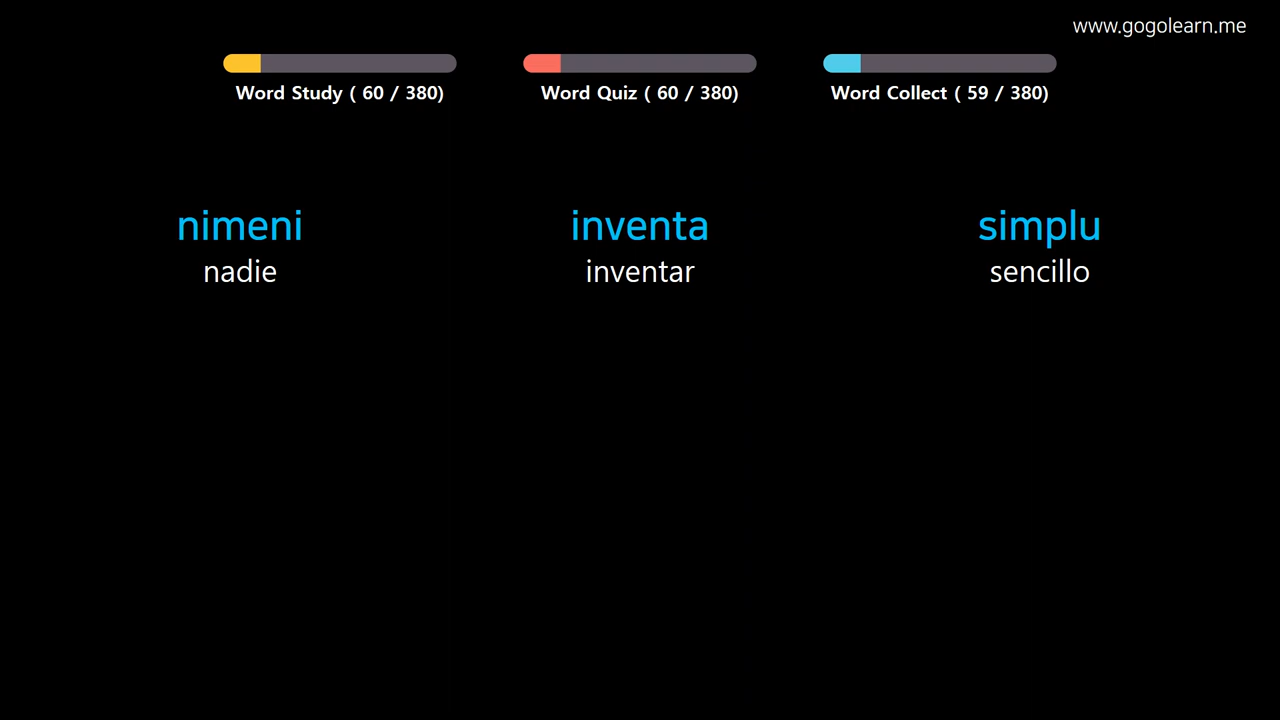 www.gogolearn.me
Word Study ( 60 / 380)
Word Quiz ( 60 / 380)
Word Collect ( 59 / 380)
nimeni
nadie
inventa
inventar
simplu
sencillo